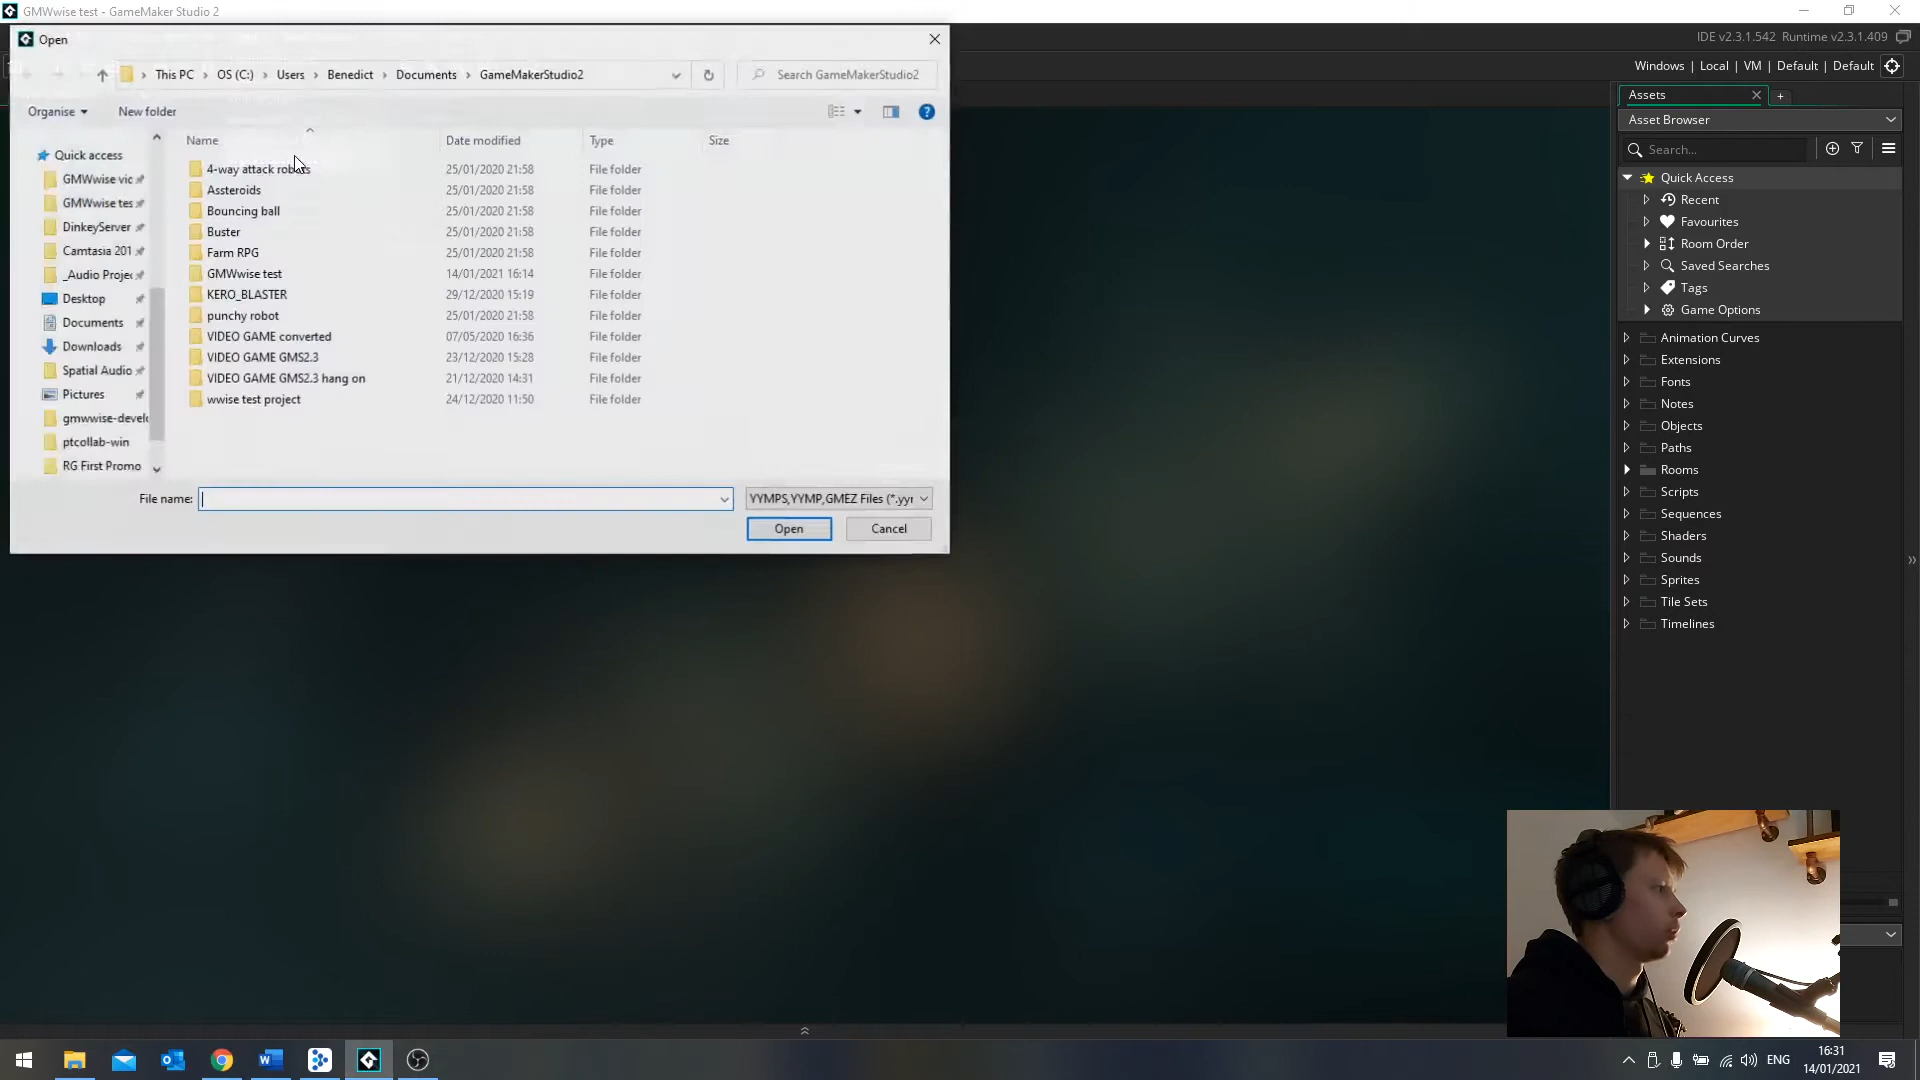 GMWwise test - GameMaker Studio 2
IDE v2.3.1.542 Runtime v2.3.1.409
Windows | Local | VM | Default | Default
Open
This PC > OS (C:) > Users > Benedict > Documents > GameMakerStudio2
Search GameMakerStudio2
Organise
New folder
Name
Date modified
Type
Size
Quick access
GMWwise vic
GMWwise tes
DinkeyServer
Camtasia 201
_Audio Projec
Desktop
Documents
Downloads
Spatial Audio
Pictures
gmwwise-develo
ptcollab-win
RG First Promo
4-way attack robots 25/01/2020 21:58 File folder
Assteroids 25/01/2020 21:58 File folder
Bouncing ball 25/01/2020 21:58 File folder
Buster 25/01/2020 21:58 File folder
Farm RPG 25/01/2020 21:58 File folder
GMWwise test 14/01/2021 16:14 File folder
KERO_BLASTER 29/12/2020 15:19 File folder
punchy robot 25/01/2020 21:58 File folder
VIDEO GAME converted 07/05/2020 16:36 File folder
VIDEO GAME GMS2.3 23/12/2020 15:28 File folder
VIDEO GAME GMS2.3 hang on 21/12/2020 14:31 File folder
wwise test project 24/12/2020 11:50 File folder
File name:
YYMPS,YYMP,GMEZ Files (*.yyr
Open
Cancel
Assets
Asset Browser
Search...
Quick Access
Recent
Favourites
Room Order
Saved Searches
Tags
Game Options
Animation Curves
Extensions
Fonts
Notes
Objects
Paths
Rooms
Scripts
Sequences
Shaders
Sounds
Sprites
Tile Sets
Timelines
ENG
16:31
14/01/2021